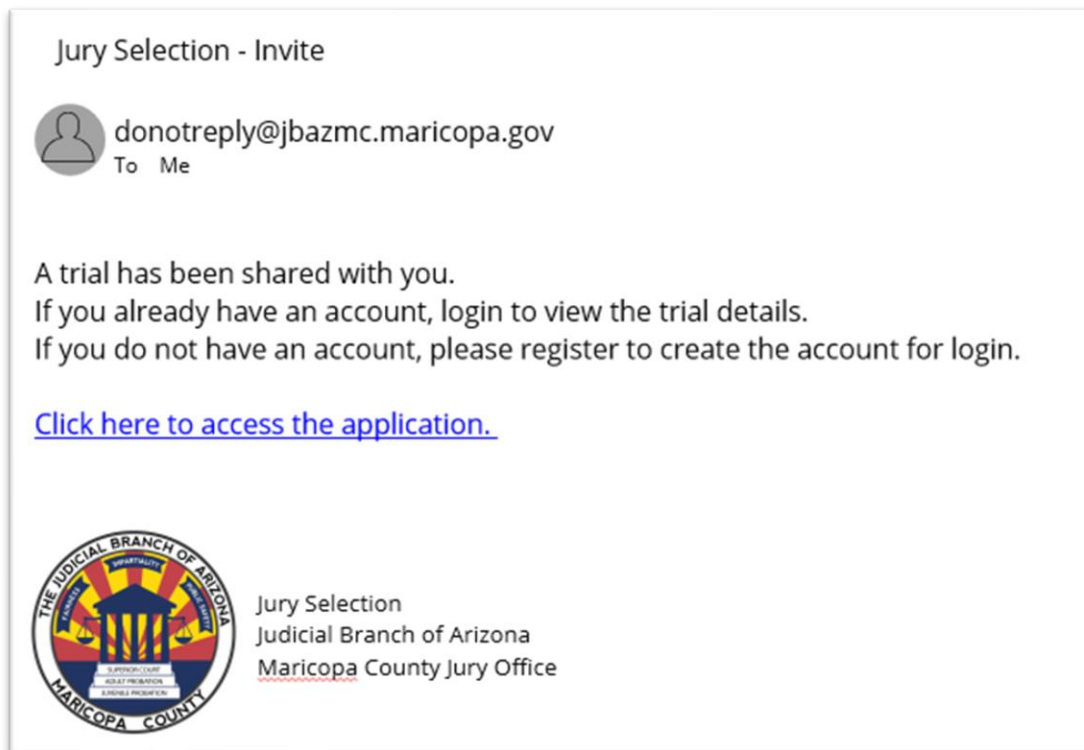 Jury Selection - Invite
donotreply@jbazmc.maricopa.gov
To Me
A trial has been shared with you.
If you already have an account, login to view the trial details.
If you do not have an account, please register to create the account for login.
Click here to access the application.
THE JUDICIAL BRANCH OF ARIZONA
IMPARTIALITY
FAIRNESS
PUBLIC SAFETY
SUPERIOR COURT
ADULT PROBATION
JUVENILE PROBATION
MARICOPA COUNTY
Jury Selection
Judicial Branch of Arizona
Maricopa County Jury Office